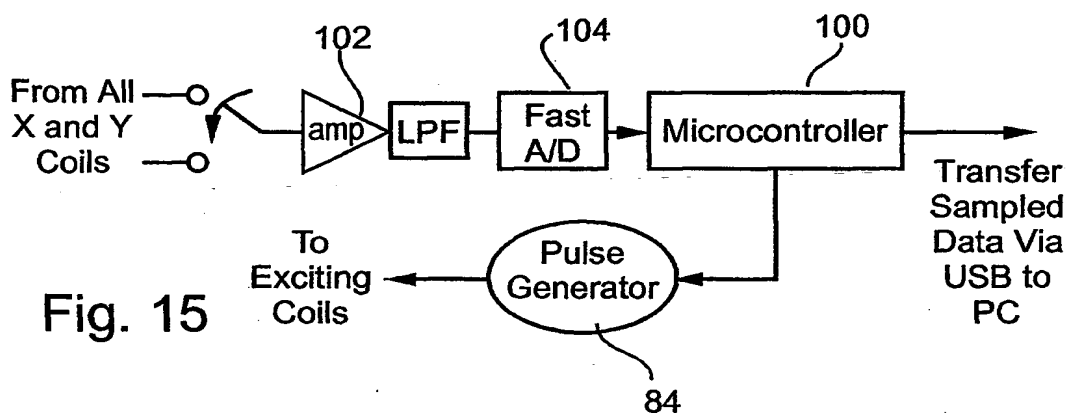 102
104
100
From All
X and Y
Coils
amp
LPF
Fast
A/D
Microcontroller
Transfer
Sampled
Data Via
USB to
PC
To
Exciting
Coils
Pulse
Generator
Fig. 15
84